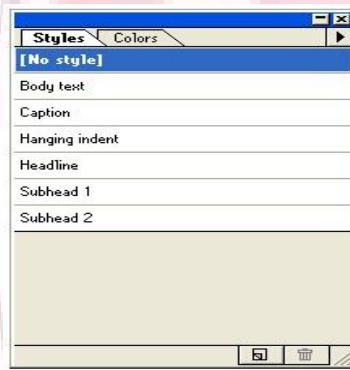 Styles Colors
[No style]
Body text
Caption
Hanging indent
Headline
Subhead 1
Subhead 2